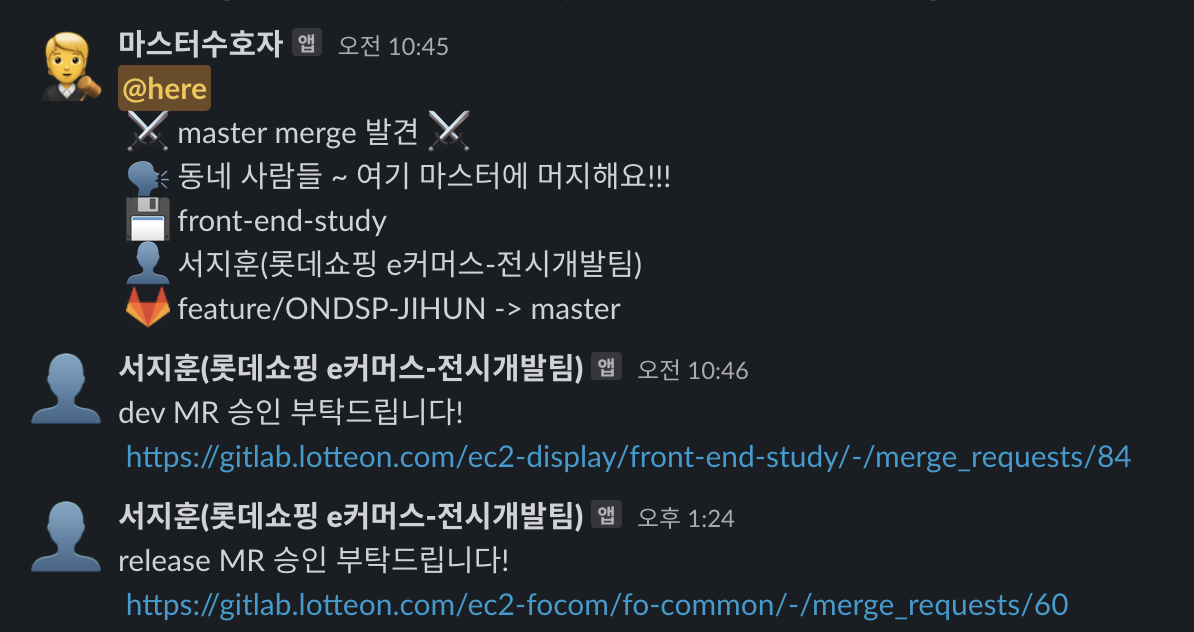 마스터수호자 앱 오전 10:45
@here
master merge 발견
동네 사람들 ~ 여기 마스터에 머지해요!!!
front-end-study
서지훈(롯데쇼핑 e커머스-전시개발팀)
feature/ONDSP-JIHUN -> master
서지훈(롯데쇼핑 e커머스-전시개발팀) 앱 오전 10:46
dev MR 승인 부탁드립니다!
https://gitlab.lotteon.com/ec2-display/front-end-study/-/merge_requests/84
서지훈(롯데쇼핑 e커머스-전시개발팀) 앱 오후 1:24
release MR 승인 부탁드립니다!
https://gitlab.lotteon.com/ec2-focom/fo-common/-/merge_requests/60